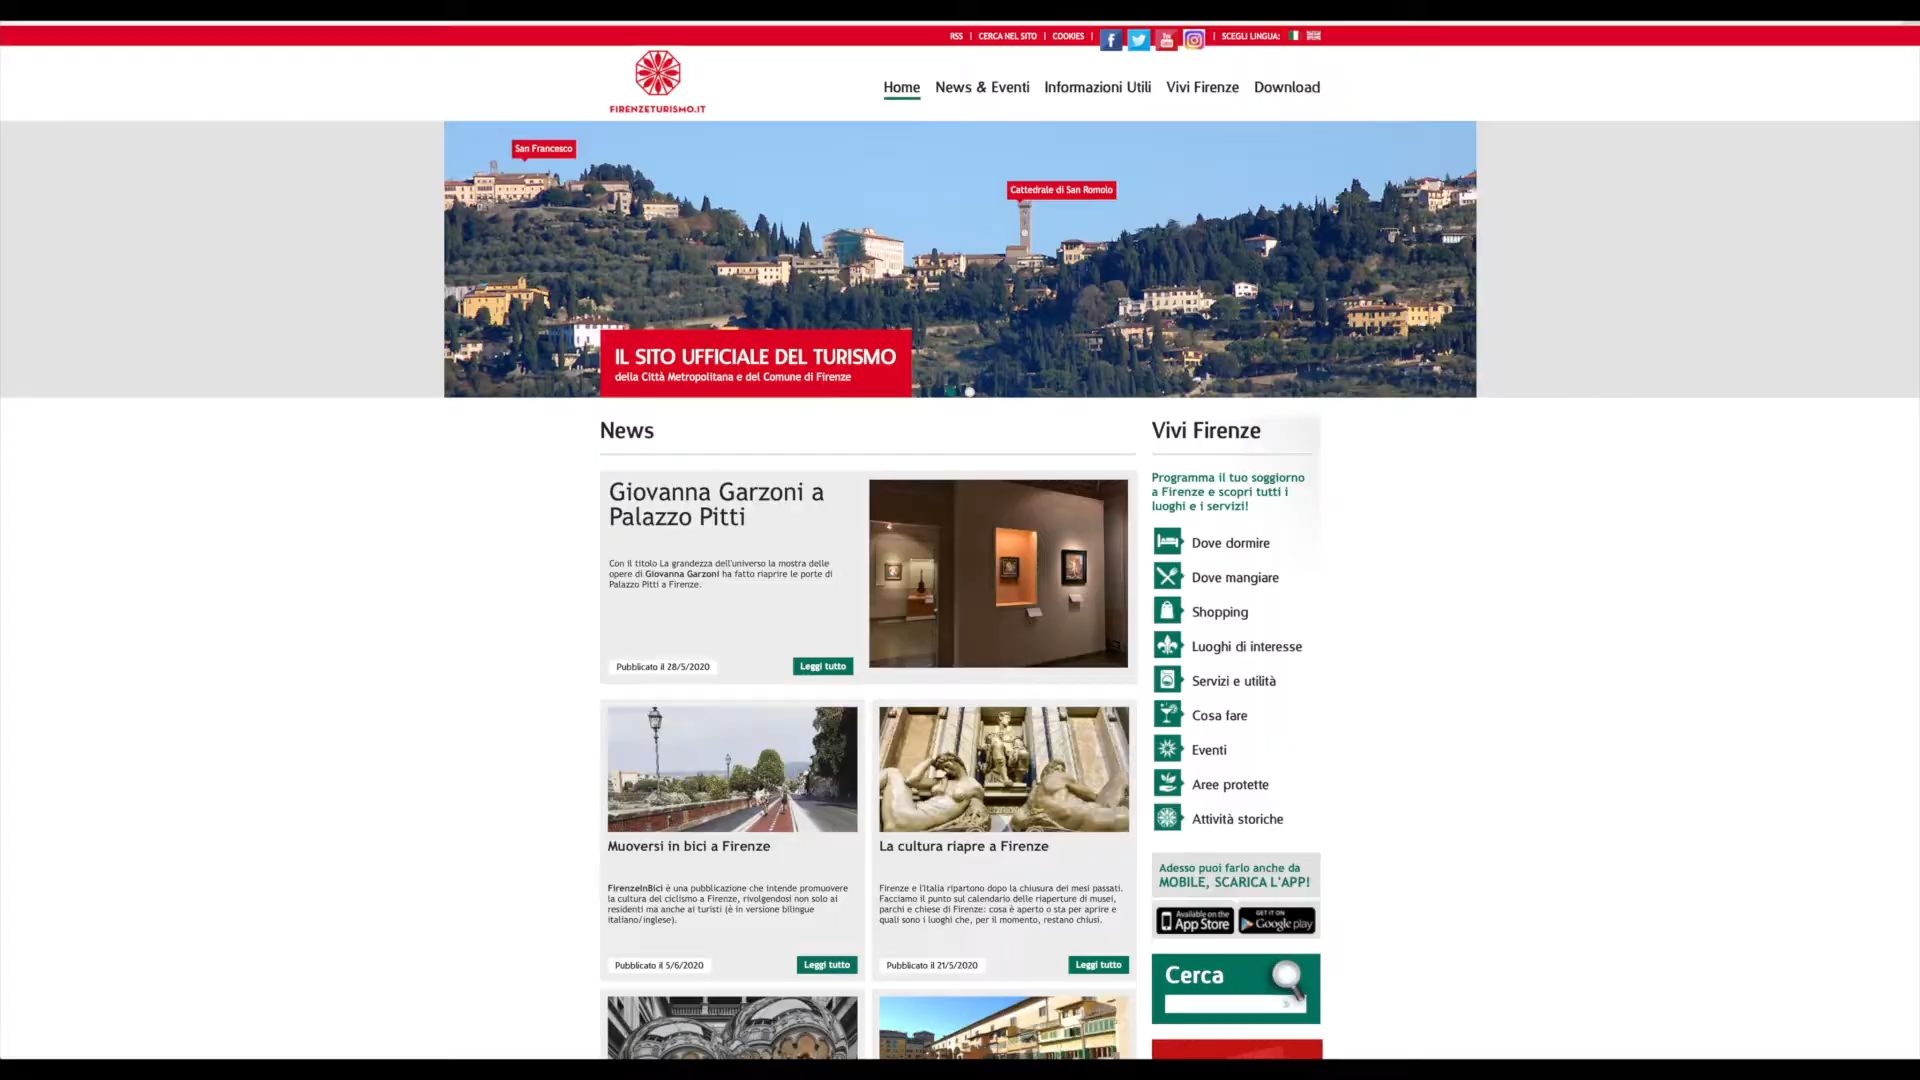 RSS | CERCA NEL SITO | COOKIES | | SCEGLI LINGUA:
FIRENZETURISMO.IT
Home News & Eventi Informazioni Utili Vivi Firenze Download
San Francesco
Cattedrale di San Romolo
IL SITO UFFICIALE DEL TURISMO
della Città Metropolitana e del Comune di Firenze
News
Giovanna Garzoni a
Palazzo Pitti
Con il titolo La grandezza dell'universo la mostra delle
opere di Giovanna Garzoni ha fatto riaprire le porte di
Palazzo Pitti a Firenze.
Pubblicato il 28/5/2020
Leggi tutto
Muoversi in bici a Firenze
FirenzeInBici è una pubblicazione che intende promuovere
la cultura del ciclismo a Firenze, rivolgendosi non solo ai
residenti ma anche ai turisti (è in versione bilingue
italiano/inglese).
Pubblicato il 5/6/2020
Leggi tutto
La cultura riapre a Firenze
Firenze e l'Italia ripartono dopo la chiusura dei mesi passati.
Facciamo il punto sul calendario delle riaperture di musei,
parchi e chiese di Firenze: cosa è aperto o sta per aprire e
quali sono i luoghi che, per il momento, restano chiusi.
Pubblicato il 21/5/2020
Leggi tutto
Vivi Firenze
Programma il tuo soggiorno
a Firenze e scopri tutti i
luoghi e i servizi!
Dove dormire
Dove mangiare
Shopping
Luoghi di interesse
Servizi e utilità
Cosa fare
Eventi
Aree protette
Attività storiche
Adesso puoi farlo anche da
MOBILE, SCARICA L'APP!
Available on the
App Store
GET IT ON
Google play
Cerca